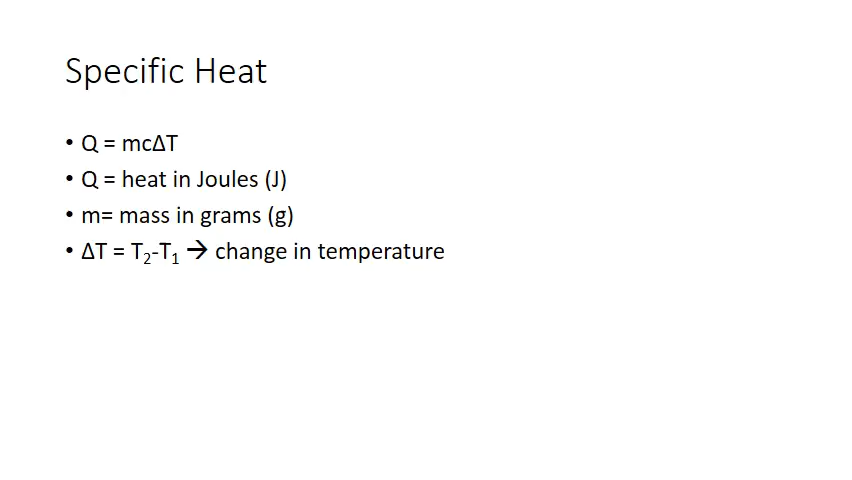 Specific Heat
• Q = mcΔT
• Q = heat in Joules (J)
• m= mass in grams (g)
• ΔT = T₂-T₁ → change in temperature